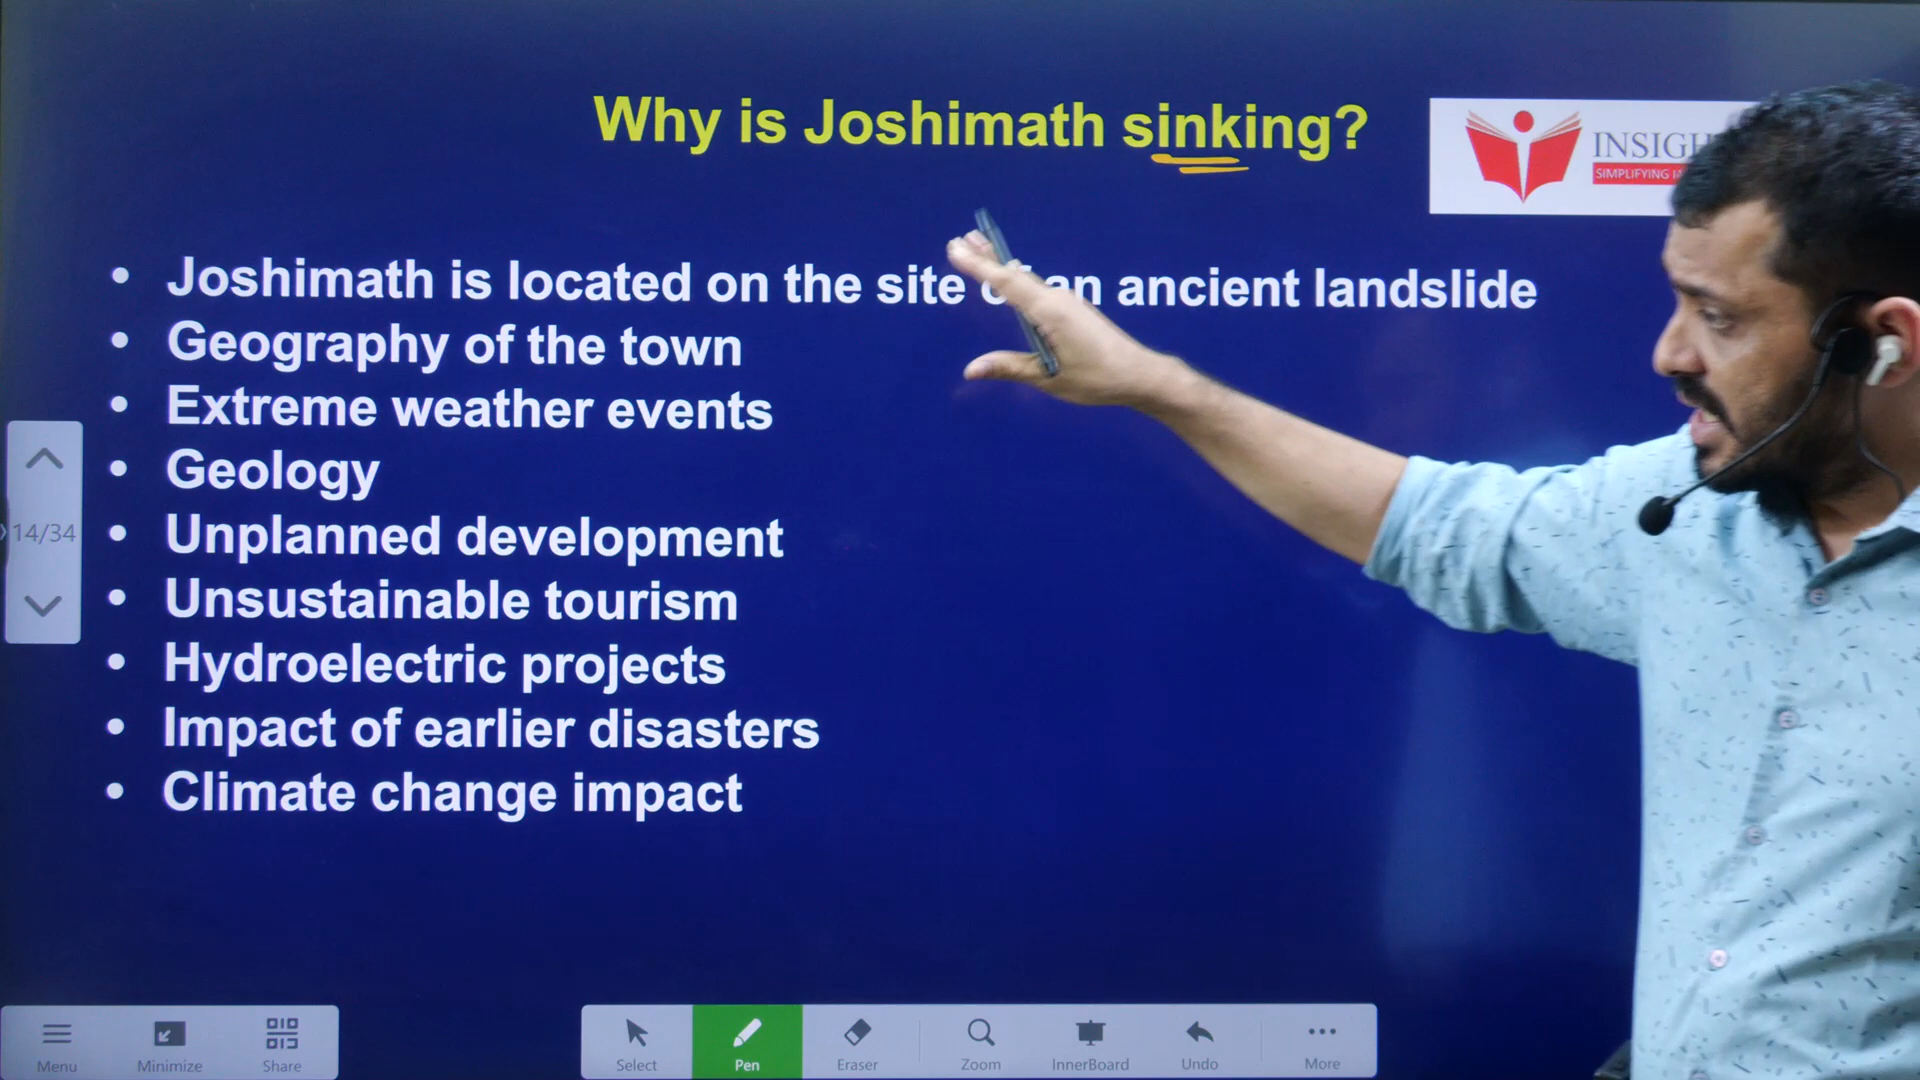 Why is Joshimath sinking?
INSIGH
SIMPLIFYING
• Joshimath is located on the site an ancient landslide
• Geography of the town
• Extreme weather events
• Geology
• Unplanned development
• Unsustainable tourism
• Hydroelectric projects
• Impact of earlier disasters
• Climate change impact
14/34
Menu Minimize Share Select Pen Eraser Zoom InnerBoard Undo More